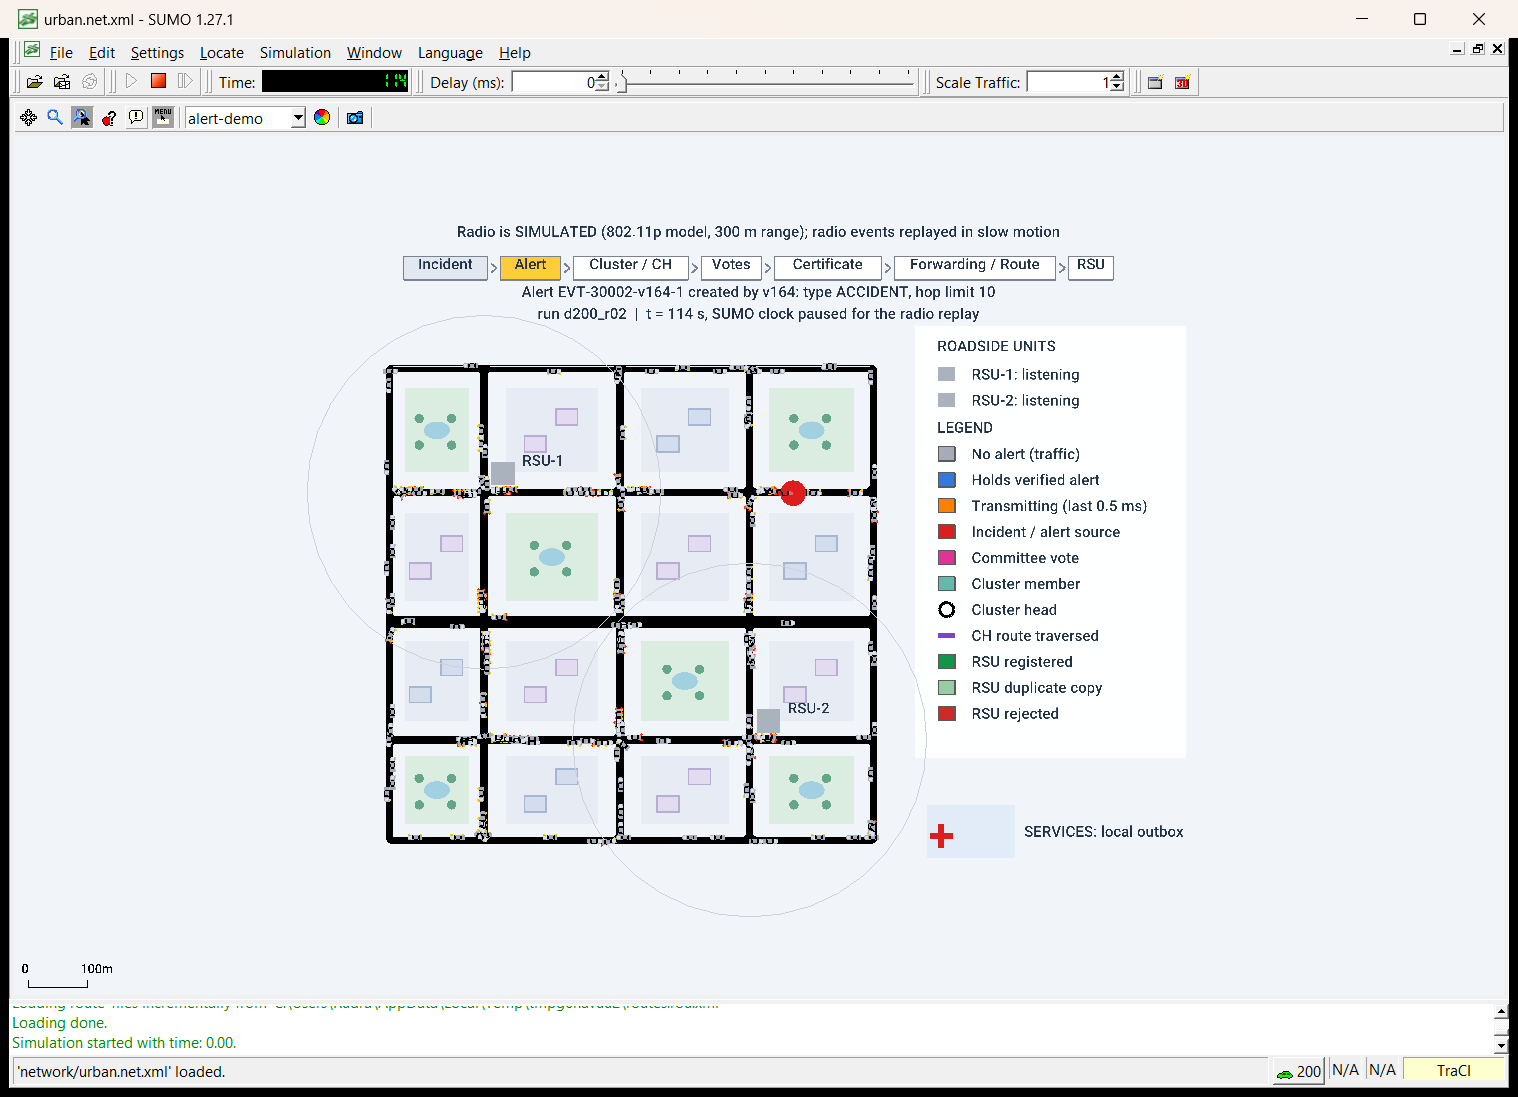 urban.net.xml - SUMO 1.27.1
File Edit Settings Locate Simulation Window Language Help
Time: 114 Delay (ms): 0 Scale Traffic: 1
alert-demo
Radio is SIMULATED (802.11p model, 300 m range); radio events replayed in slow motion
Incident > Alert > Cluster / CH > Votes > Certificate > Forwarding / Route > RSU
Alert EVT-30002-v164-1 created by v164: type ACCIDENT, hop limit 10
run d200_r02 | t = 114 s, SUMO clock paused for the radio replay
ROADSIDE UNITS
RSU-1: listening
RSU-2: listening
LEGEND
No alert (traffic)
Holds verified alert
Transmitting (last 0.5 ms)
Incident / alert source
Committee vote
Cluster member
Cluster head
CH route traversed
RSU registered
RSU duplicate copy
RSU rejected
RSU-1
RSU-2
SERVICES: local outbox
0 100m
Loading done.
Simulation started with time: 0.00.
'network/urban.net.xml' loaded.
200 N/A N/A TraCI